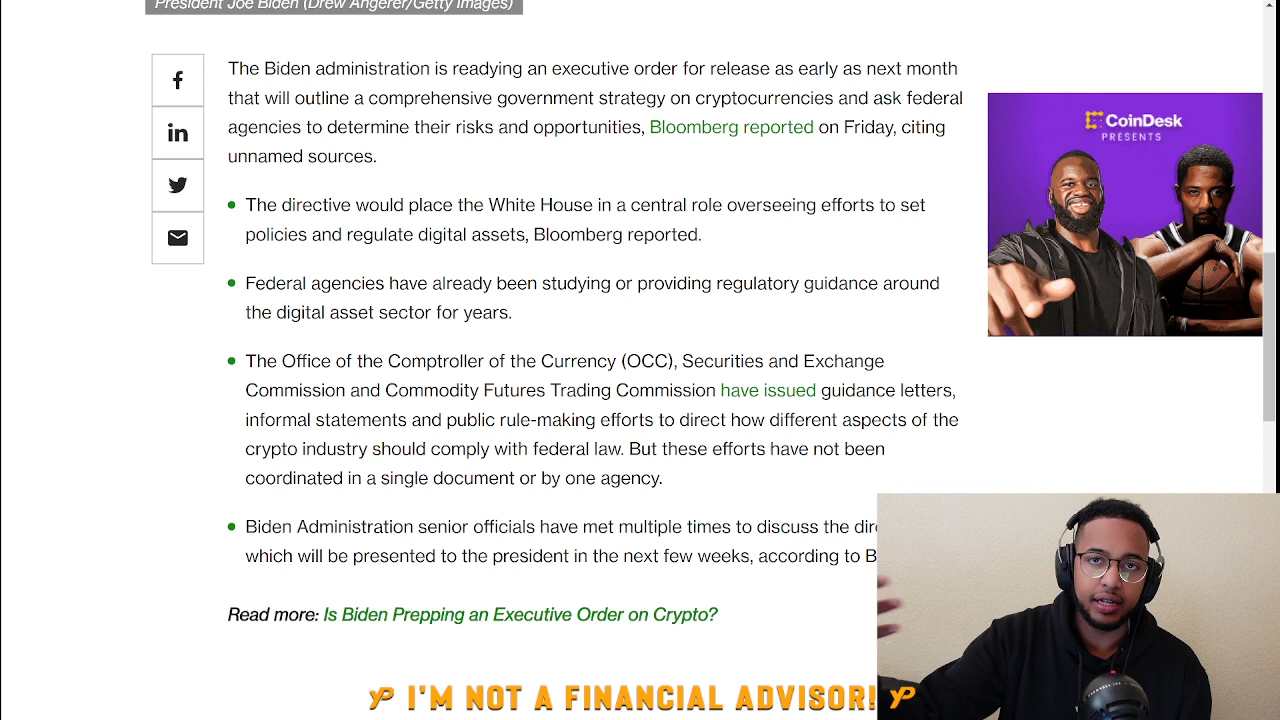 President Joe Biden (Drew Angerer/Getty Images)
The Biden administration is readying an executive order for release as early as next month
that will outline a comprehensive government strategy on cryptocurrencies and ask federal
agencies to determine their risks and opportunities, Bloomberg reported on Friday, citing
unnamed sources.
The directive would place the White House in a central role overseeing efforts to set
policies and regulate digital assets, Bloomberg reported.
Federal agencies have already been studying or providing regulatory guidance around
the digital asset sector for years.
The Office of the Comptroller of the Currency (OCC), Securities and Exchange
Commission and Commodity Futures Trading Commission have issued guidance letters,
informal statements and public rule-making efforts to direct how different aspects of the
crypto industry should comply with federal law. But these efforts have not been
coordinated in a single document or by one agency.
Biden Administration senior officials have met multiple times to discuss the
which will be presented to the president in the next few weeks, according to
Read more: Is Biden Prepping an Executive Order on Crypto?
CoinDesk
PRESENTS
YP I'M NOT A FINANCIAL ADVISOR! YP